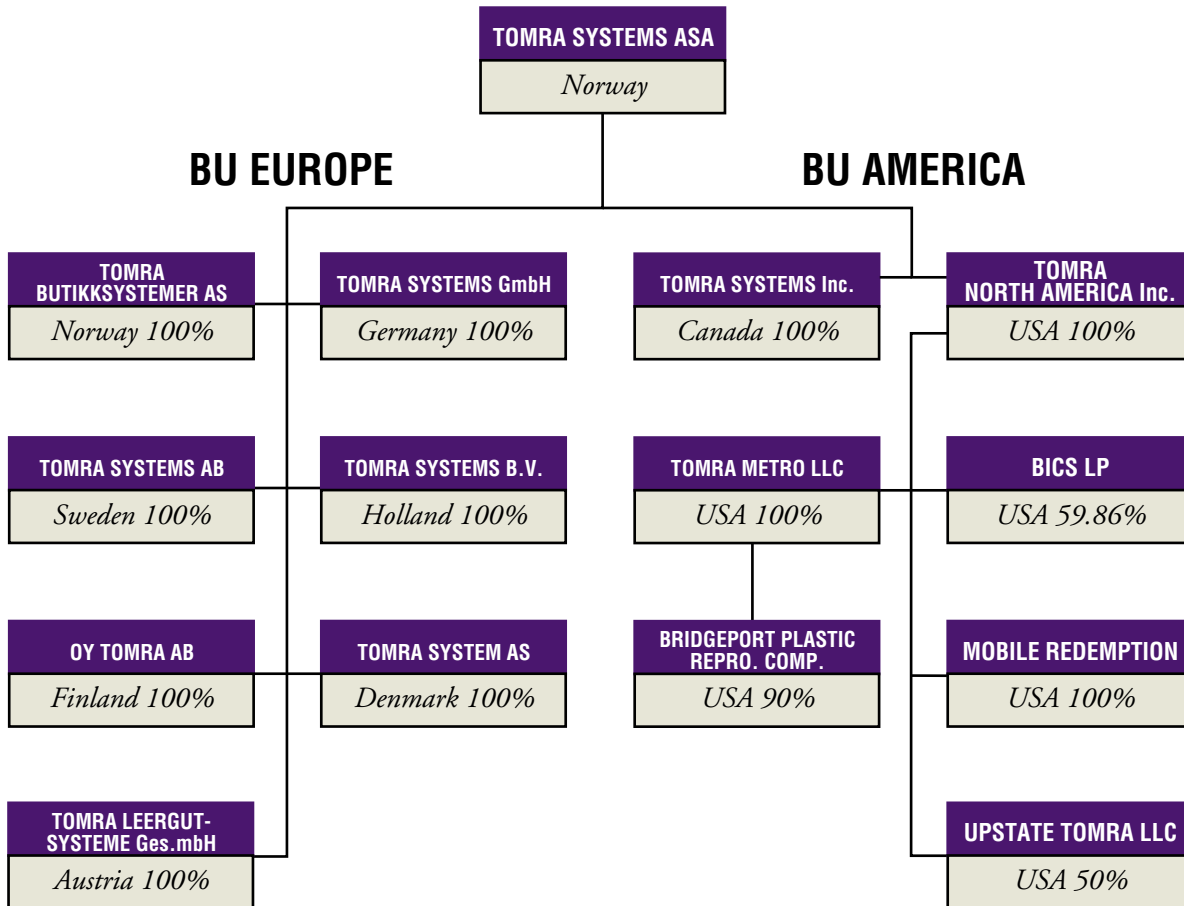 TOMRA SYSTEMS ASA
Norway
BU EUROPE
BU AMERICA
TOMRA
BUTIKKSYSTEMER AS
Norway 100%
TOMRA SYSTEMS GmbH
Germany 100%
TOMRA SYSTEMS Inc.
Canada 100%
TOMRA
NORTH AMERICA Inc.
USA 100%
TOMRA SYSTEMS AB
Sweden 100%
TOMRA SYSTEMS B.V.
Holland 100%
TOMRA METRO LLC
USA 100%
BICS LP
USA 59.86%
OY TOMRA AB
Finland 100%
TOMRA SYSTEM AS
Denmark 100%
BRIDGEPORT PLASTIC
REPRO. COMP.
USA 90%
MOBILE REDEMPTION
USA 100%
TOMRA LEERGUT-
SYSTEME Ges.mbH
Austria 100%
UPSTATE TOMRA LLC
USA 50%